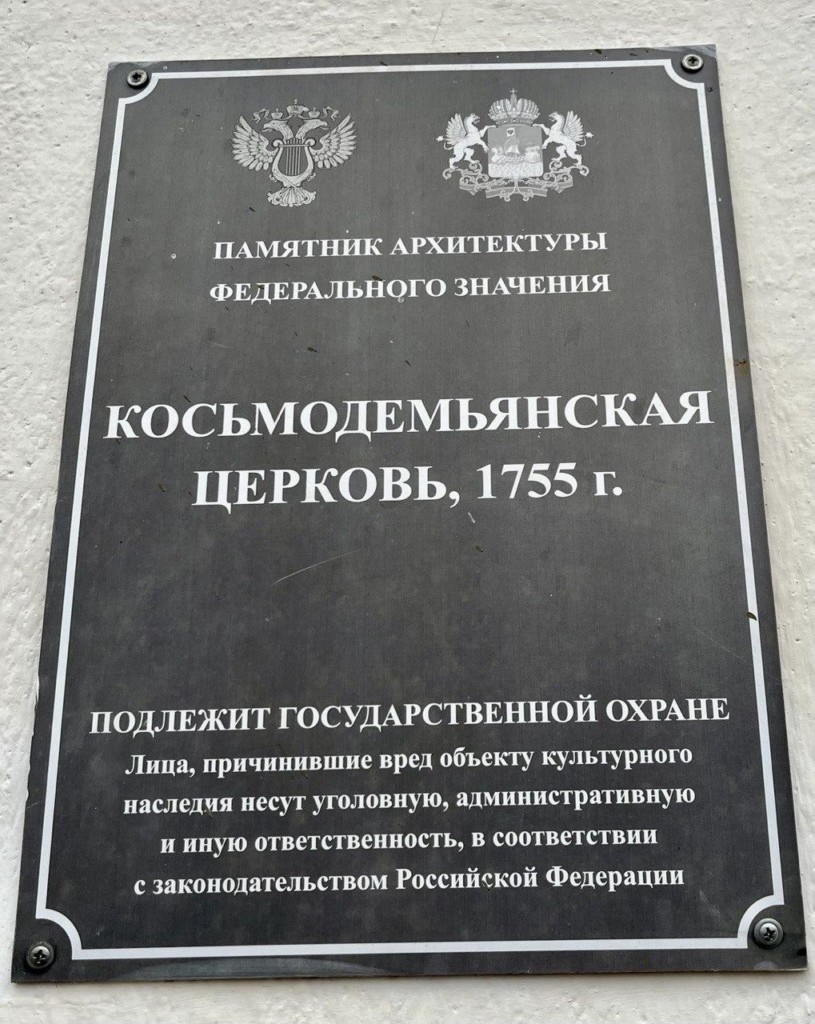 ПАМЯТНИК АРХИТЕКТУРЫ
ФЕДЕРАЛЬНОГО ЗНАЧЕНИЯ
КОСЬМОДЕМЬЯНСКАЯ
ЦЕРКОВЬ, 1755 г.
ПОДЛЕЖИТ ГОСУДАРСТВЕННОЙ ОХРАНЕ
Лица, причинившие вред объекту культурного
наследия несут уголовную, административную
и иную ответственность, в соответствии
с законодательством Российской Федерации